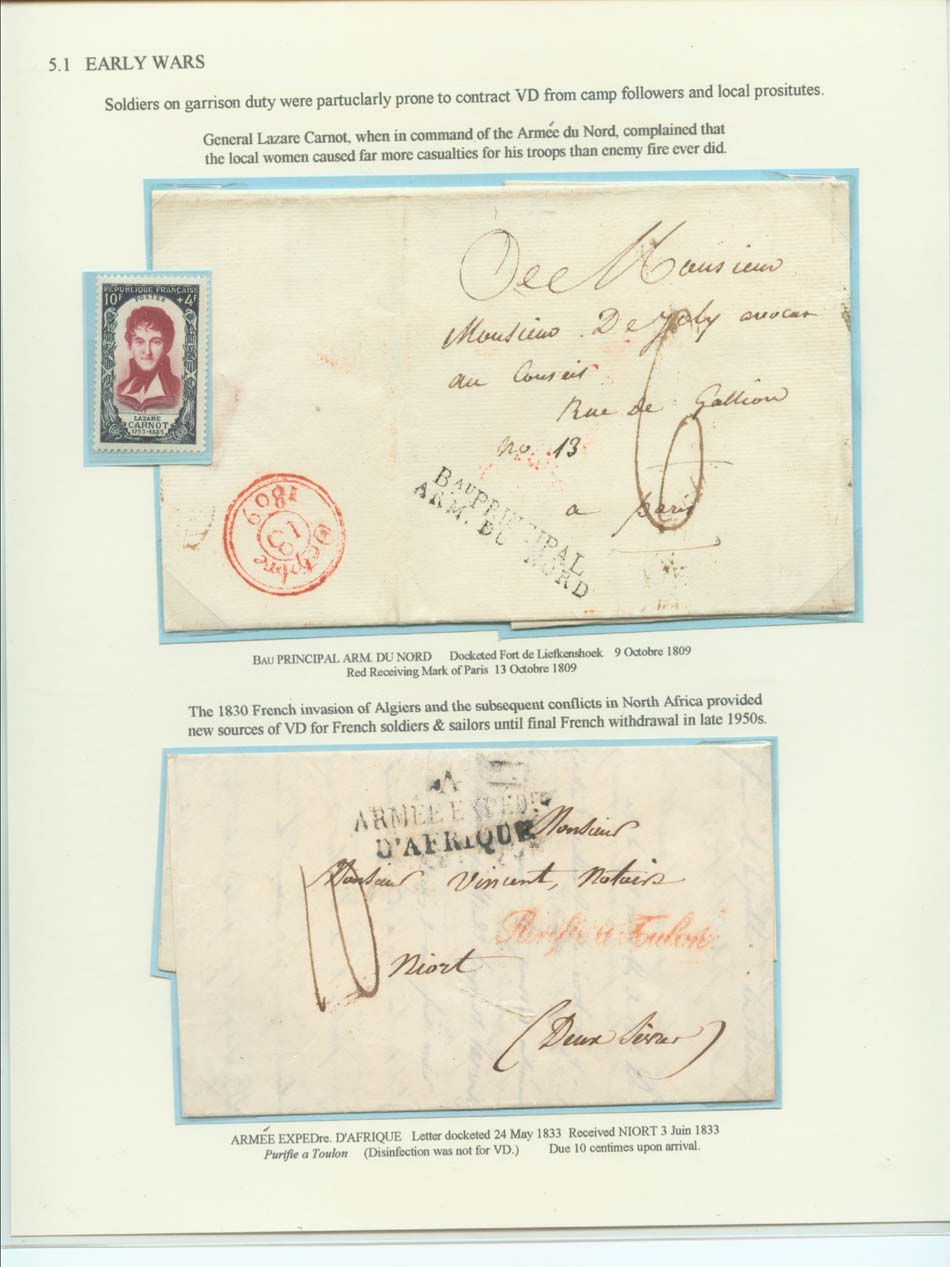 5.1 EARLY WARS
Soldiers on garrison duty were partuclarly prone to contract VD from camp followers and local prositutes.
General Lazare Carnot, when in command of the Armée du Nord, complained that
the local women caused far more casualties for his troops than enemy fire ever did.
RÉPUBLIQUE FRANÇAISE
10F POSTES +4F
LAZARE
CARNOT
1753-1823
A Monsieur
Monsieur De Joly avocat
au Conseil
Rue de Gallion
no 13
a paris
6
BAU PRINCIPAL
ARM. DU NORD
Octobre
13
1809
BAU PRINCIPAL ARM. DU NORD Docketed Fort de Liefkenshoek 9 Octobre 1809
Red Receiving Mark of Paris 13 Octobre 1809
The 1830 French invasion of Algiers and the subsequent conflicts in North Africa provided
new sources of VD for French soldiers & sailors until final French withdrawal in late 1950s.
A
ARMÉE EXPEDre
D'AFRIQUE
Monsieur
Monsieur Vincent, Notaire
Purifié a Toulon
10
Niort
(Deux Sèvres)
ARMÉE EXPEDre. D'AFRIQUE Letter docketed 24 May 1833 Received NIORT 3 Juin 1833
Purifie a Toulon (Disinfection was not for VD.) Due 10 centimes upon arrival.